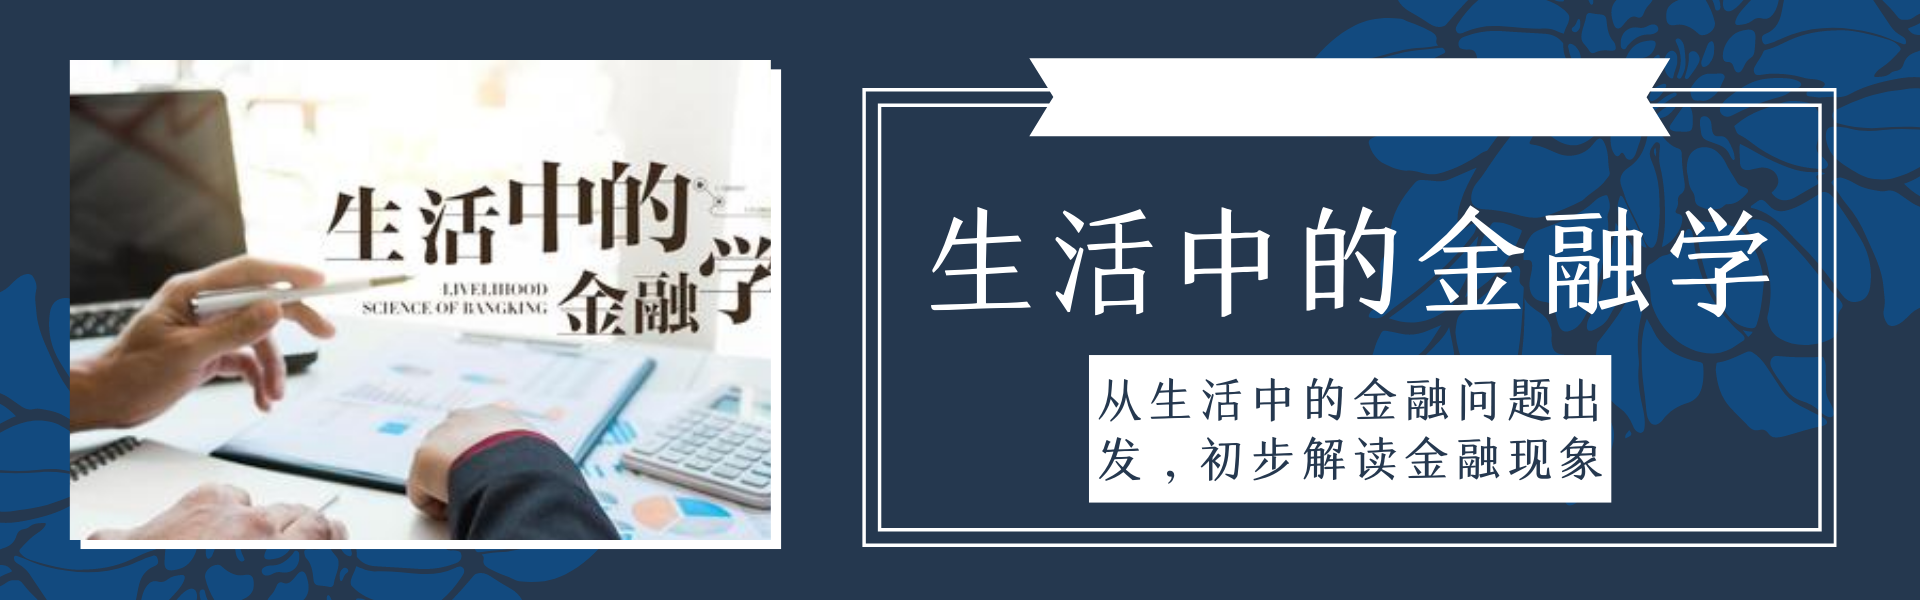 生活中的
金融学
LIVELIHOOD
SCIENCE OF BANGKING
生活中的金融学
从生活中的金融问题出
发，初步解读金融现象